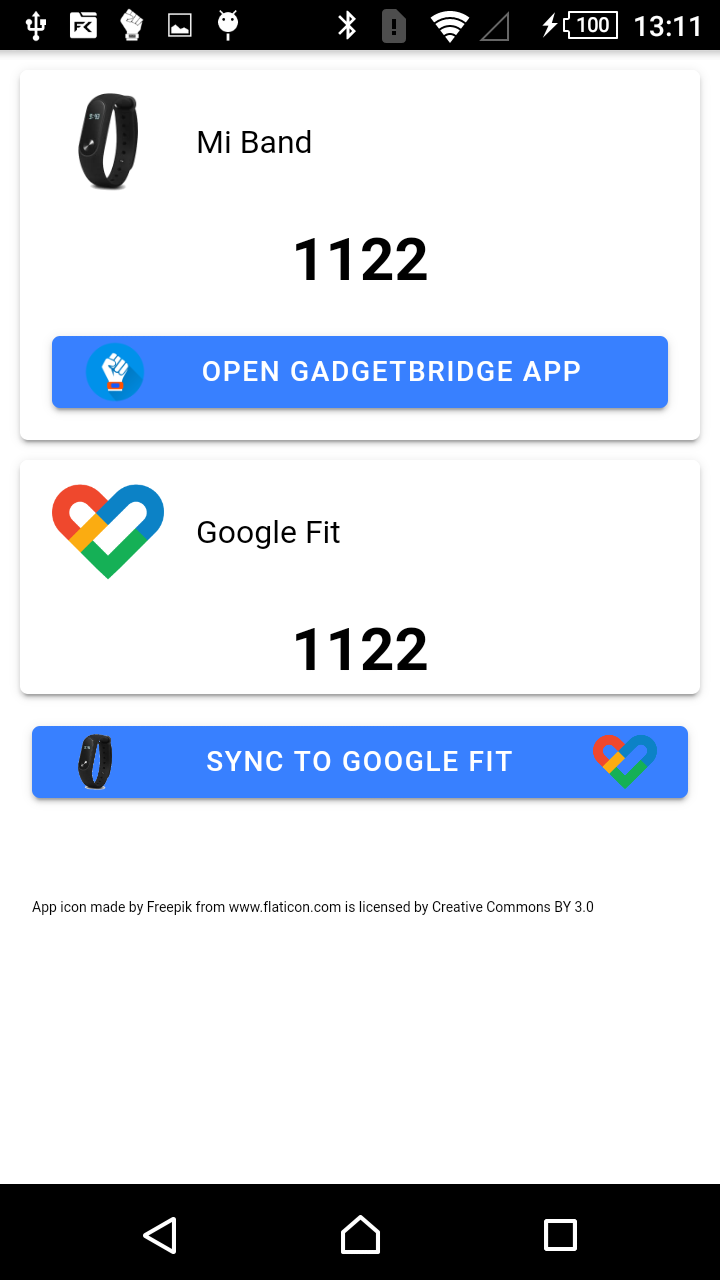 100 13:11
Mi Band
1122
OPEN GADGETBRIDGE APP
Google Fit
1122
SYNC TO GOOGLE FIT
App icon made by Freepik from www.flaticon.com is licensed by Creative Commons BY 3.0